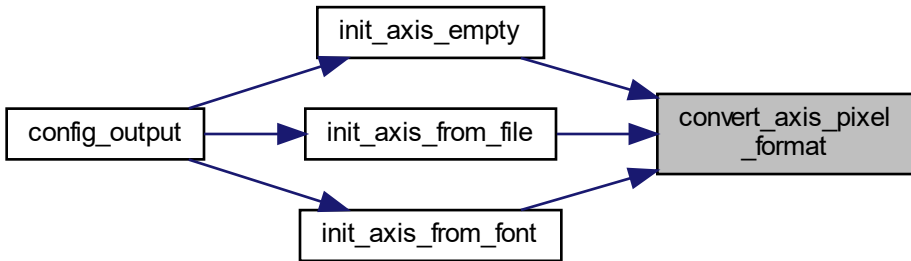 init_axis_empty
config_output
init_axis_from_file
convert_axis_pixel
_format
init_axis_from_font